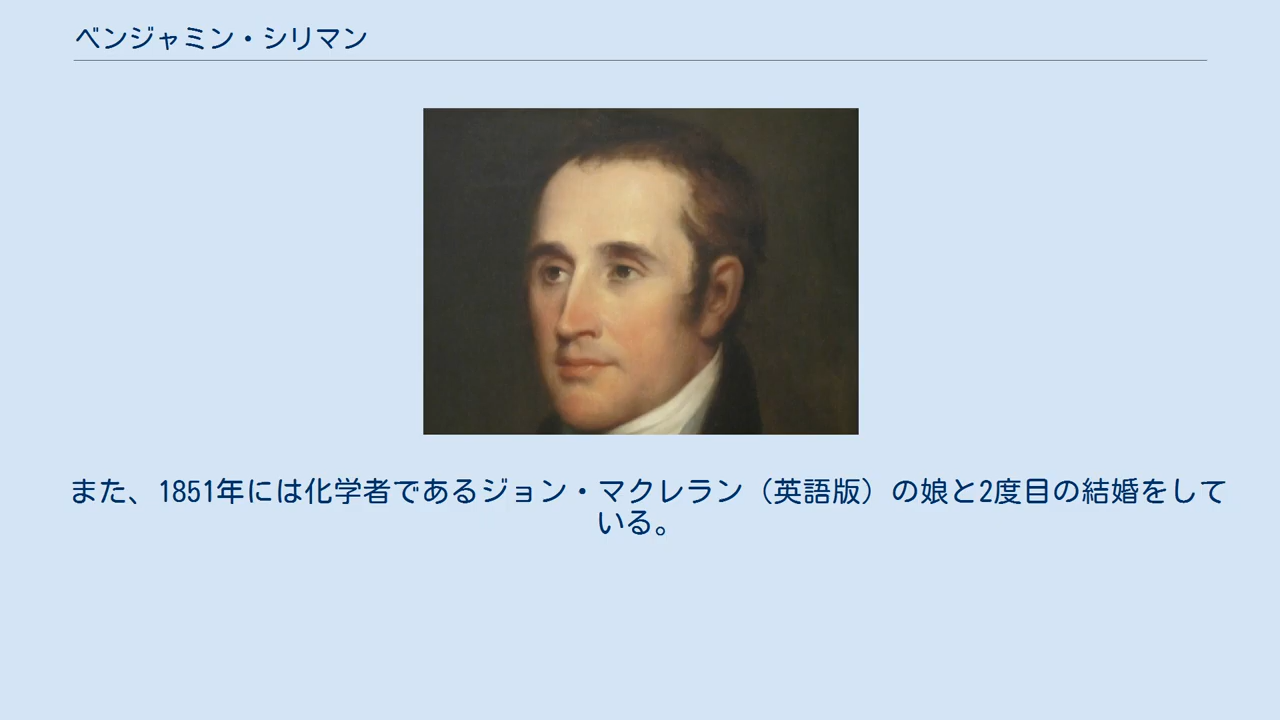 ベンジャミン・シリマン
また、1851年には化学者であるジョン・マクレラン（英語版）の娘と2度目の結婚をして
いる。